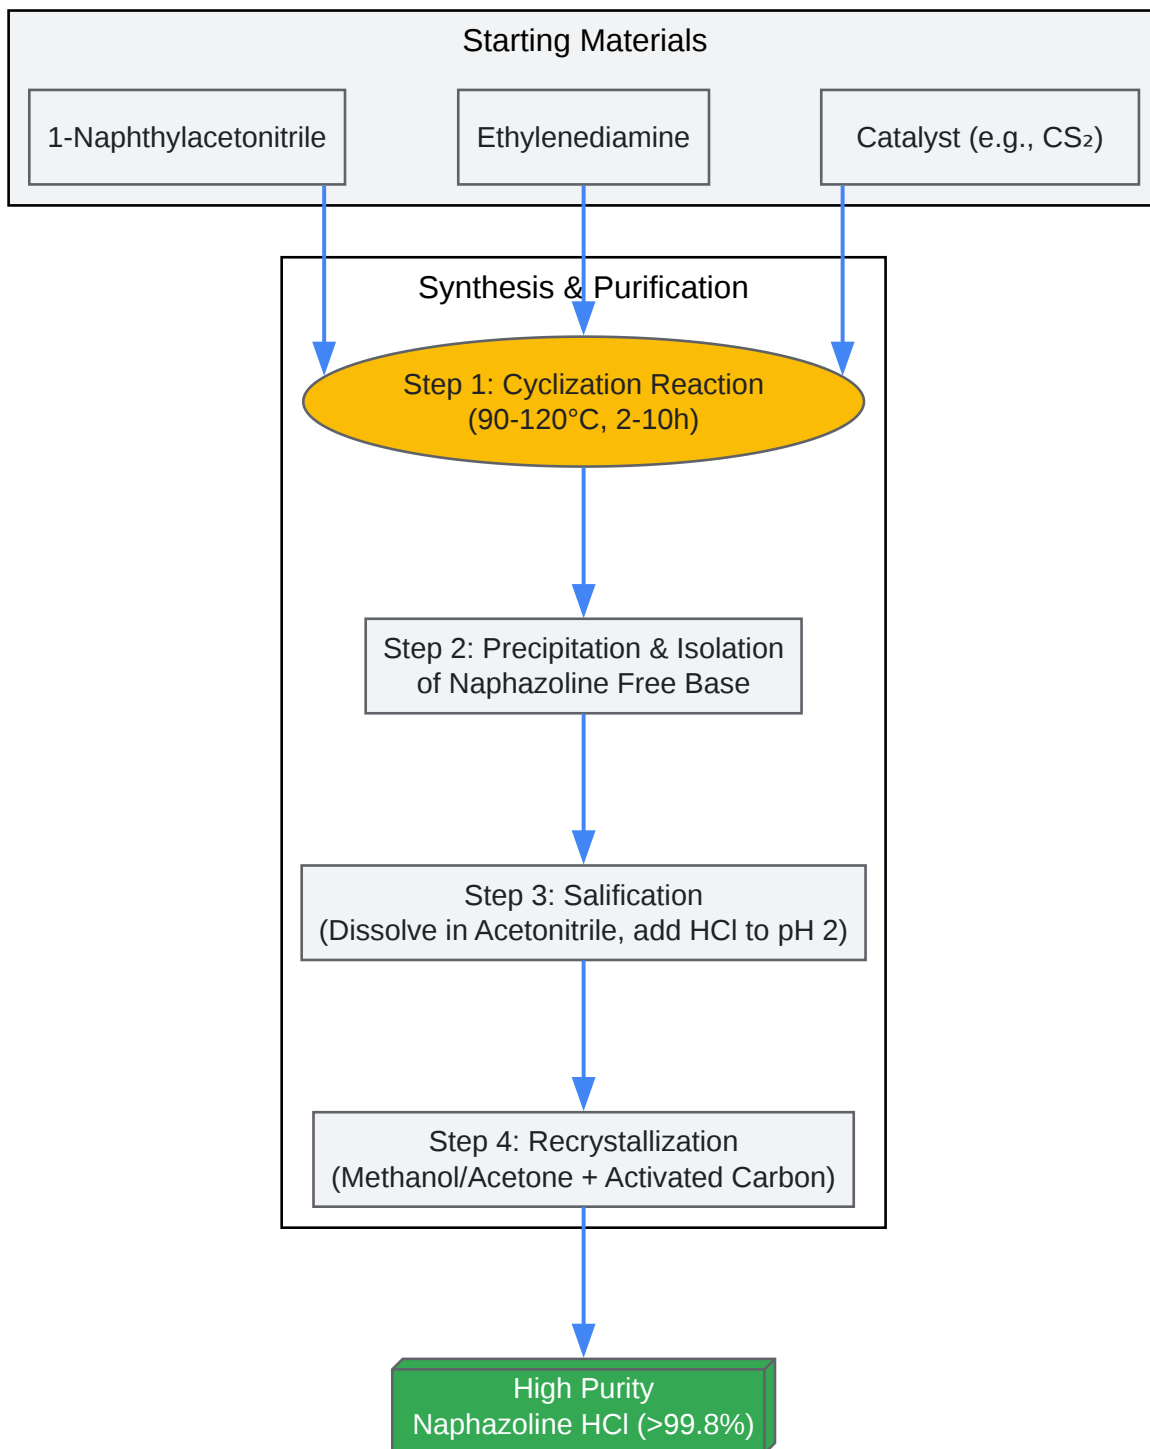 Starting Materials
1-Naphthylacetonitrile
Ethylenediamine
Catalyst (e.g., CS₂)
Synthesis & Purification
Step 1: Cyclization Reaction
(90-120°C, 2-10h)
Step 2: Precipitation & Isolation
of Naphazoline Free Base
Step 3: Salification
(Dissolve in Acetonitrile, add HCl to pH 2)
Step 4: Recrystallization
(Methanol/Acetone + Activated Carbon)
High Purity
Naphazoline HCl (>99.8%)